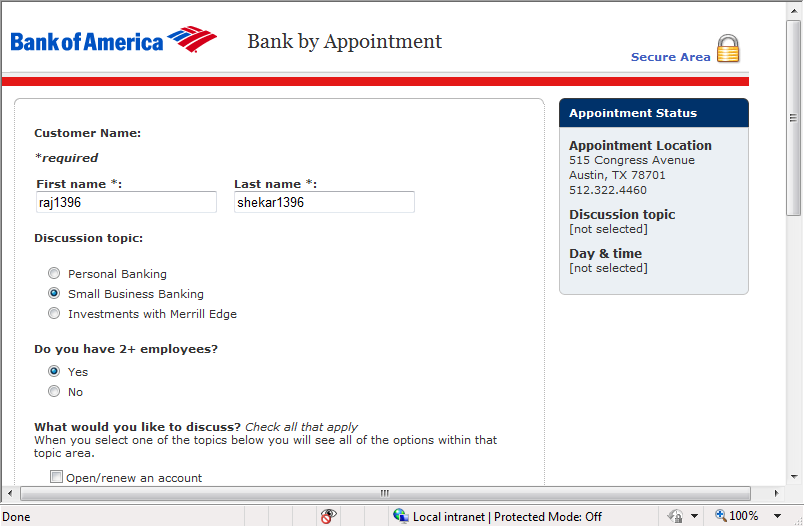 Bank of America
Bank by Appointment
Secure Area
Customer Name:
*required
First name *:
Last name *:
raj1396
shekar1396
Discussion topic:
Personal Banking
Small Business Banking
Investments with Merrill Edge
Do you have 2+ employees?
Yes
No
What would you like to discuss? Check all that apply
When you select one of the topics below you will see all of the options within that
topic area.
Open/renew an account
Appointment Status
Appointment Location
515 Congress Avenue
Austin, TX 78701
512.322.4460
Discussion topic
[not selected]
Day & time
[not selected]
Done
Local intranet | Protected Mode: Off
100%